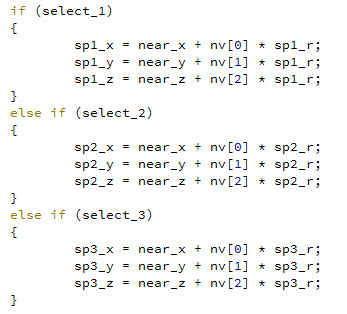 if (select_1)
{
        sp1_x = near_x + nv[0] * sp1_r;
        sp1_y = near_y + nv[1] * sp1_r;
        sp1_z = near_z + nv[2] * sp1_r;
}
else if (select_2)
{
        sp2_x = near_x + nv[0] * sp2_r;
        sp2_y = near_y + nv[1] * sp2_r;
        sp2_z = near_z + nv[2] * sp2_r;
}
else if (select_3)
{
        sp3_x = near_x + nv[0] * sp3_r;
        sp3_y = near_y + nv[1] * sp3_r;
        sp3_z = near_z + nv[2] * sp3_r;
}